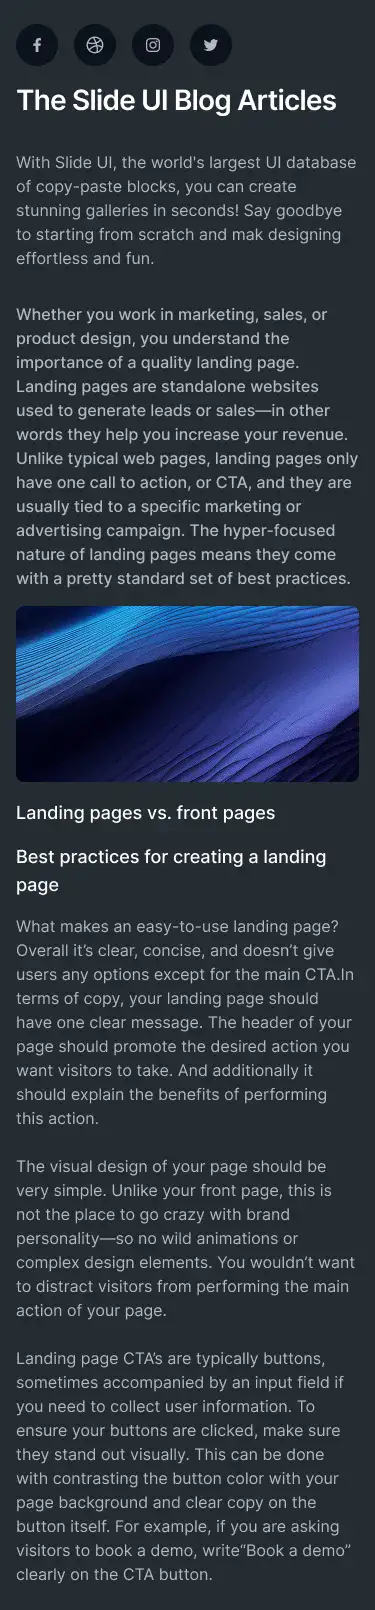 The Slide UI Blog Articles
With Slide UI, the world's largest UI database
of copy-paste blocks, you can create
stunning galleries in seconds! Say goodbye
to starting from scratch and mak designing
effortless and fun.
Whether you work in marketing, sales, or
product design, you understand the
importance of a quality landing page.
Landing pages are standalone websites
used to generate leads or sales—in other
words they help you increase your revenue.
Unlike typical web pages, landing pages only
have one call to action, or CTA, and they are
usually tied to a specific marketing or
advertising campaign. The hyper-focused
nature of landing pages means they come
with a pretty standard set of best practices.
Landing pages vs. front pages
Best practices for creating a landing
page
What makes an easy-to-use landing page?
Overall it’s clear, concise, and doesn’t give
users any options except for the main CTA.In
terms of copy, your landing page should
have one clear message. The header of your
page should promote the desired action you
want visitors to take. And additionally it
should explain the benefits of performing
this action.
The visual design of your page should be
very simple. Unlike your front page, this is
not the place to go crazy with brand
personality—so no wild animations or
complex design elements. You wouldn’t want
to distract visitors from performing the main
action of your page.
Landing page CTA’s are typically buttons,
sometimes accompanied by an input field if
you need to collect user information. To
ensure your buttons are clicked, make sure
they stand out visually. This can be done
with contrasting the button color with your
page background and clear copy on the
button itself. For example, if you are asking
visitors to book a demo, write“Book a demo”
clearly on the CTA button.